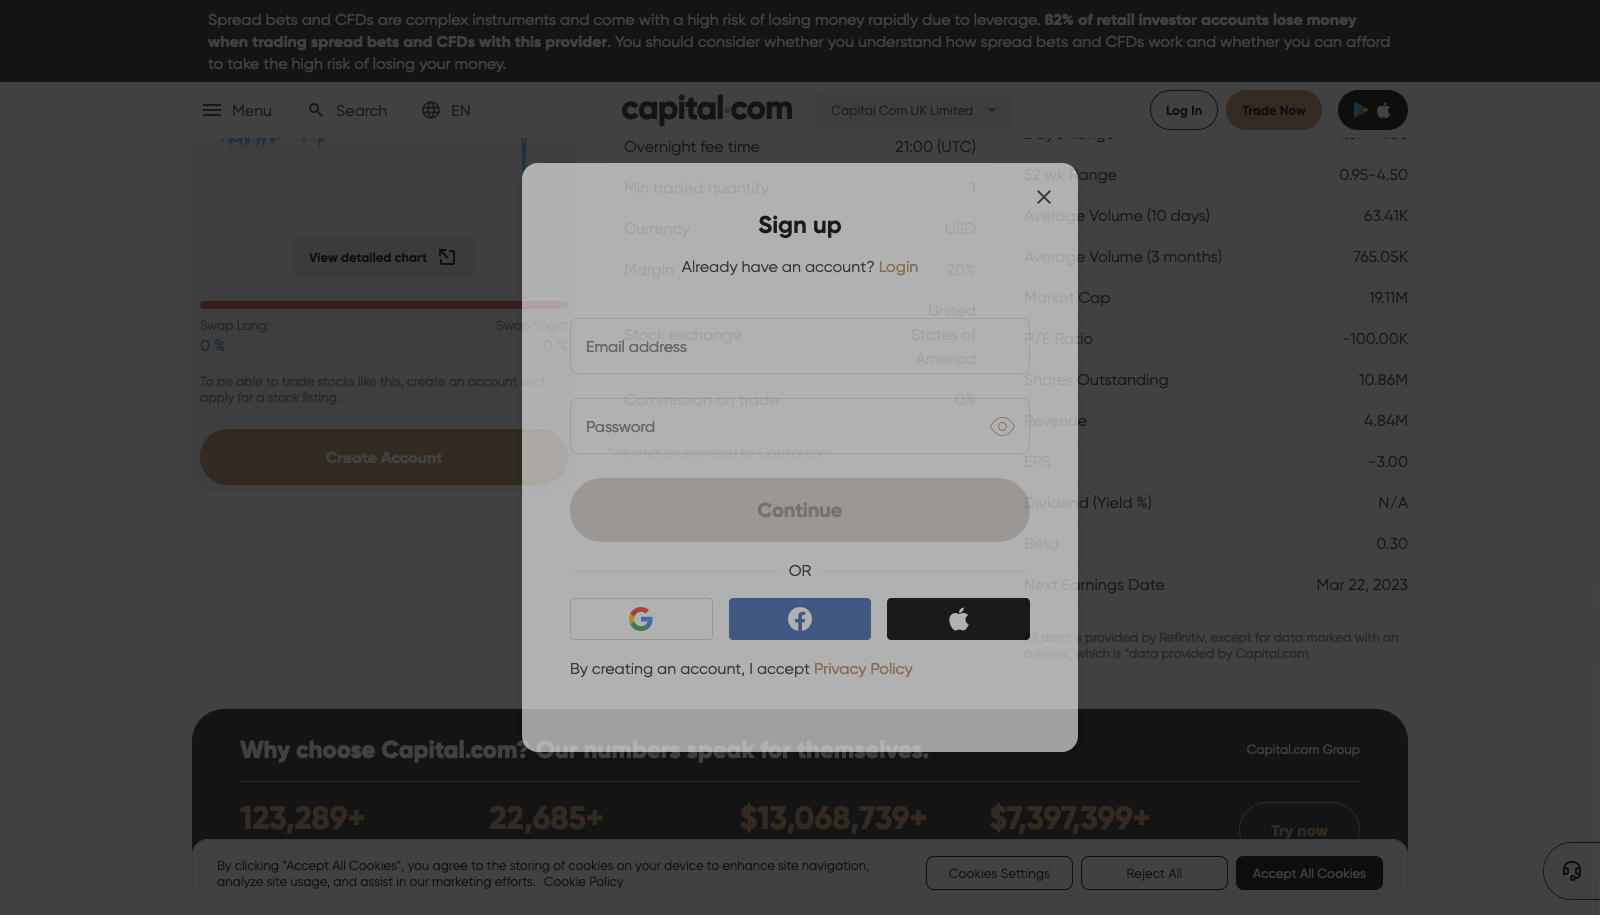 Spread bets and CFDs are complex instruments and come with a high risk of losing money rapidly due to leverage. 82% of retail investor accounts lose money
when trading spread bets and CFDs with this provider. You should consider whether you understand how spread bets and CFDs work and whether you can afford
to take the high risk of losing your money.
Menu
Search
EN
capital.com
Capital Com UK Limited
Log In
Trade Now
View detailed chart
Swap Long:
Swap Short:
0 %
0 %
To be able to trade stocks like this, create an account and
apply for a stock listing.
Create Account
Overnight fee time 21:00 (UTC)
Min traded quantity 1
Currency USD
Margin 20%
Stock exchange
United
States of
America
Commission on trade 0%
*Information provided by Capital.com
52 wk Range 0.95-4.50
Average Volume (10 days) 63.41K
Average Volume (3 months) 765.05K
Market Cap 19.11M
P/E Ratio -100.00K
Shares Outstanding 10.86M
Revenue 4.84M
EPS -3.00
Dividend (Yield %) N/A
Beta 0.30
Next Earnings Date Mar 22, 2023
All data is provided by Refinitiv, except for data marked with an
asterisk, which is *data provided by Capital.com
Sign up
Already have an account? Login
Email address
Password
Continue
OR
By creating an account, I accept Privacy Policy
Why choose Capital.com? Our numbers speak for themselves.
Capital.com Group
123,289+
22,685+
$13,068,739+
$7,397,399+
Try now
By clicking “Accept All Cookies”, you agree to the storing of cookies on your device to enhance site navigation,
analyze site usage, and assist in our marketing efforts. Cookie Policy
Cookies Settings
Reject All
Accept All Cookies